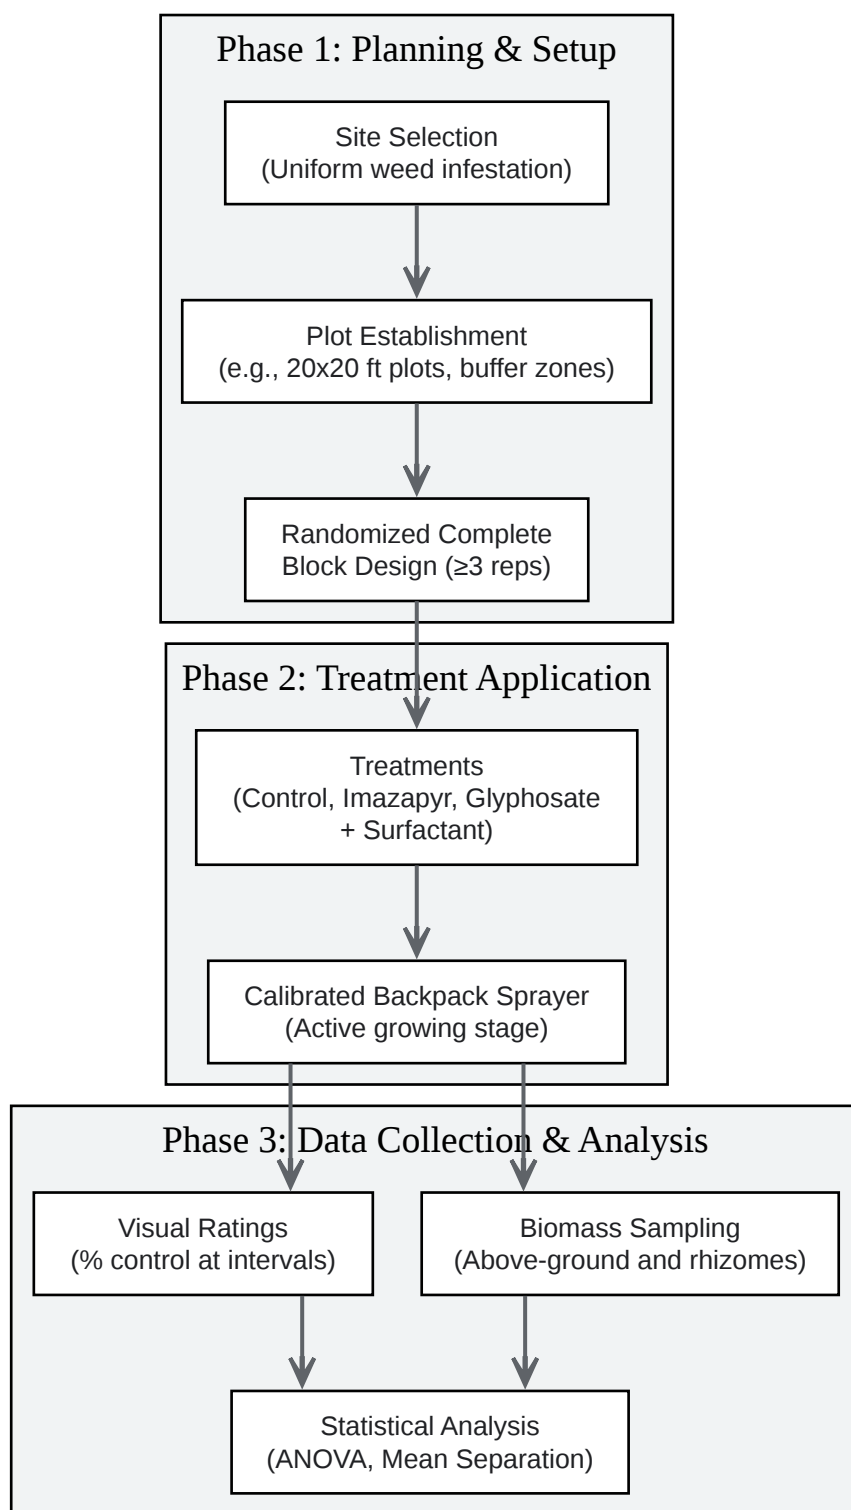 Phase 1: Planning & Setup
Site Selection
(Uniform weed infestation)
Plot Establishment
(e.g., 20x20 ft plots, buffer zones)
Randomized Complete
Block Design (≥3 reps)
Phase 2: Treatment Application
Treatments
(Control, Imazapyr, Glyphosate
+ Surfactant)
Calibrated Backpack Sprayer
(Active growing stage)
Phase 3: Data Collection & Analysis
Visual Ratings
(% control at intervals)
Biomass Sampling
(Above-ground and rhizomes)
Statistical Analysis
(ANOVA, Mean Separation)